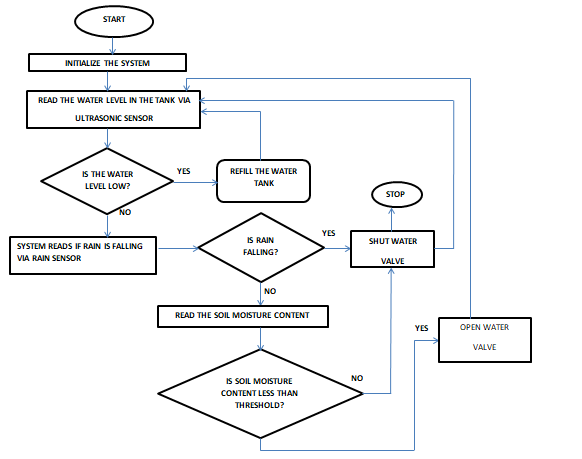 START
INITIALIZE THE SYSTEM
READ THE WATER LEVEL IN THE TANK VIA
ULTRASONIC SENSOR
IS THE WATER
LEVEL LOW?
YES
REFILL THE WATER
TANK
NO
SYSTEM READS IF RAIN IS FALLING
VIA RAIN SENSOR
IS RAIN
FALLING?
YES
STOP
SHUT WATER
VALVE
NO
READ THE SOIL MOISTURE CONTENT
IS SOIL MOISTURE
CONTENT LESS THAN
THRESHOLD?
NO
YES
OPEN WATER
VALVE